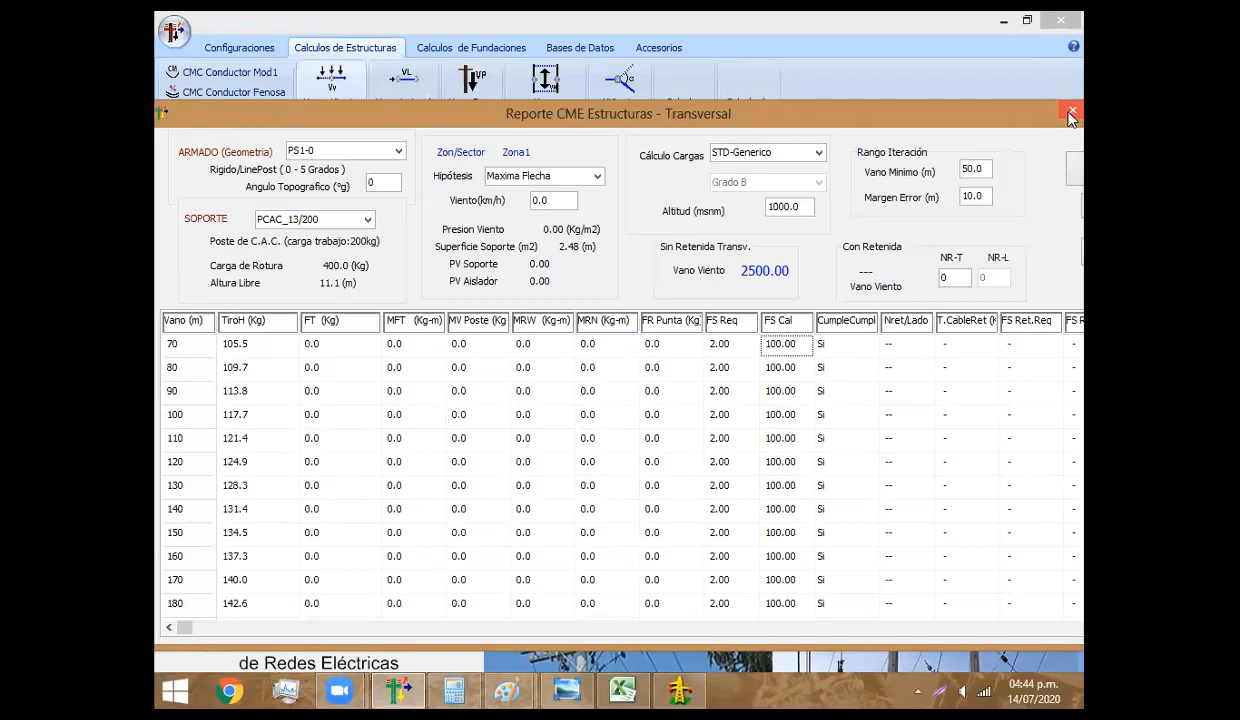 Configuraciones Calculos de Estructuras Calculos de Fundaciones Bases de Datos Accesorios
CMC Conductor Mod1
CMC Conductor Fenosa
Reporte CME Estructuras - Transversal
ARMADO (Geometria) PS1-0
Rigido/LinePost ( 0 - 5 Grados )
Angulo Topografico (°g) 0
SOPORTE PCAC_13/200
Poste de C.A.C. (carga trabajo:200kg)
Carga de Rotura 400.0 (Kg)
Altura Libre 11.1 (m)
Zon/Sector Zona1
Hipótesis Maxima Flecha
Viento(km/h) 0.0
Presion Viento 0.00 (Kg/m2)
Superficie Soporte (m2) 2.48 (m)
PV Soporte 0.00
PV Aislador 0.00
Cálculo Cargas STD-Generico
Grado B
Altitud (msnm) 1000.0
Sin Retenida Transv.
Vano Viento 2500.00
Rango Iteración
Vano Minimo (m) 50.0
Margen Error (m) 10.0
Con Retenida NR-T NR-L
--- 0 0
Vano Viento
Vano (m) TiroH (Kg) FT (Kg) MFT (Kg-m) MV Poste (Kg MRW (Kg-m) MRN (Kg-m) FR Punta (Kg) FS Req FS Cal CumpleCumpl Nret/Lado T.CableRet (K FS Ret.Req FS R
70 105.5 0.0 0.0 0.0 0.0 0.0 0.0 2.00 100.00 Si -- - - -
80 109.7 0.0 0.0 0.0 0.0 0.0 0.0 2.00 100.00 Si -- - - -
90 113.8 0.0 0.0 0.0 0.0 0.0 0.0 2.00 100.00 Si -- - - -
100 117.7 0.0 0.0 0.0 0.0 0.0 0.0 2.00 100.00 Si -- - - -
110 121.4 0.0 0.0 0.0 0.0 0.0 0.0 2.00 100.00 Si -- - - -
120 124.9 0.0 0.0 0.0 0.0 0.0 0.0 2.00 100.00 Si -- - - -
130 128.3 0.0 0.0 0.0 0.0 0.0 0.0 2.00 100.00 Si -- - - -
140 131.4 0.0 0.0 0.0 0.0 0.0 0.0 2.00 100.00 Si -- - - -
150 134.5 0.0 0.0 0.0 0.0 0.0 0.0 2.00 100.00 Si -- - - -
160 137.3 0.0 0.0 0.0 0.0 0.0 0.0 2.00 100.00 Si -- - - -
170 140.0 0.0 0.0 0.0 0.0 0.0 0.0 2.00 100.00 Si -- - - -
180 142.6 0.0 0.0 0.0 0.0 0.0 0.0 2.00 100.00 Si -- - - -
de Redes Eléctricas
04:44 p.m.
14/07/2020